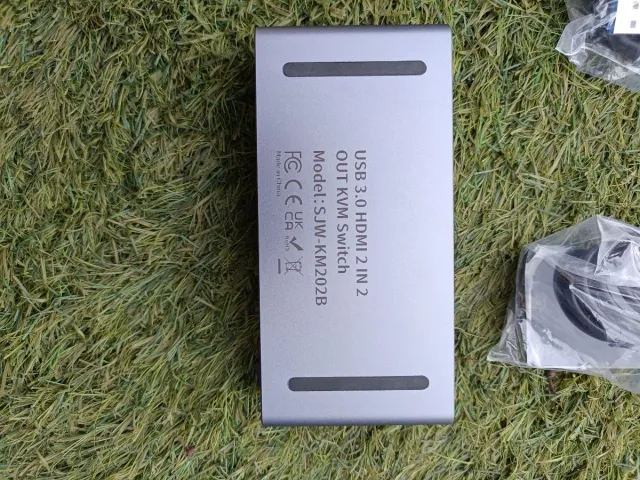 USB 3.0 HDMI 2 IN 2
OUT KVM Switch
Model: SJW-KM202B
FC CE UK CA RoHS
Made in China